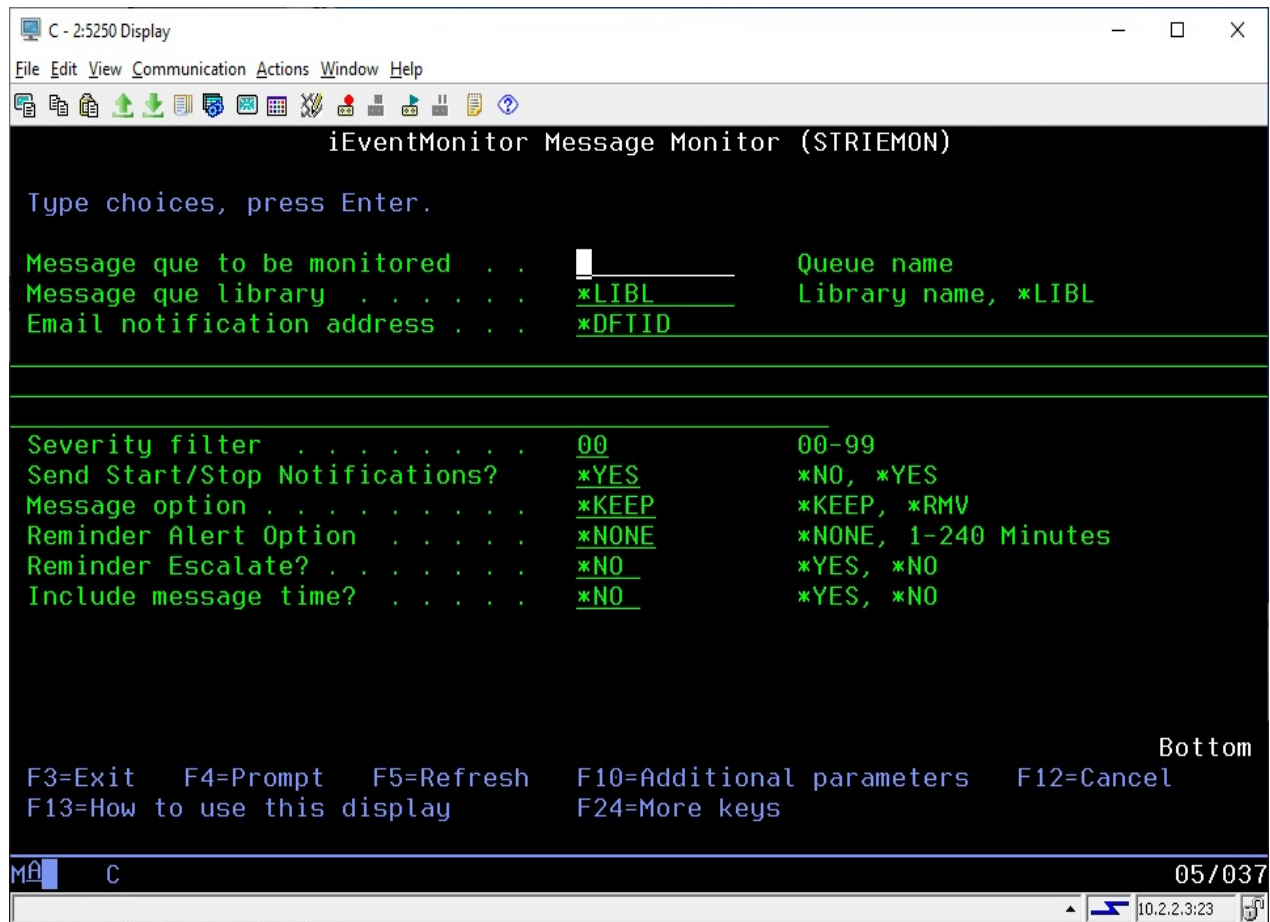 C - 2:5250 Display
File Edit View Communication Actions Window Help
iEventMonitor Message Monitor (STRIEMON)
Type choices, press Enter.
Message que to be monitored . . Queue name
Message que library . . . . . . *LIBL Library name, *LIBL
Email notification address . . . *DFTID
Severity filter . . . . . . . . 00 00-99
Send Start/Stop Notifications? *YES *NO, *YES
Message option . . . . . . . . . *KEEP *KEEP, *RMV
Reminder Alert Option . . . . . *NONE *NONE, 1-240 Minutes
Reminder Escalate? . . . . . . . *NO *YES, *NO
Include message time? . . . . . *NO *YES, *NO
Bottom
F3=Exit F4=Prompt F5=Refresh F10=Additional parameters F12=Cancel
F13=How to use this display F24=More keys
MA C 05/037
10.2.2.3:23